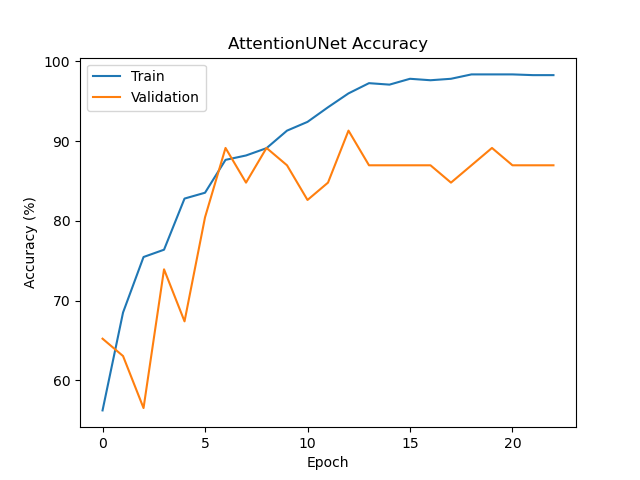 AttentionUNet Accuracy
Train
Validation
Accuracy (%)
100
90
80
70
60
0 5 10 15 20
Epoch